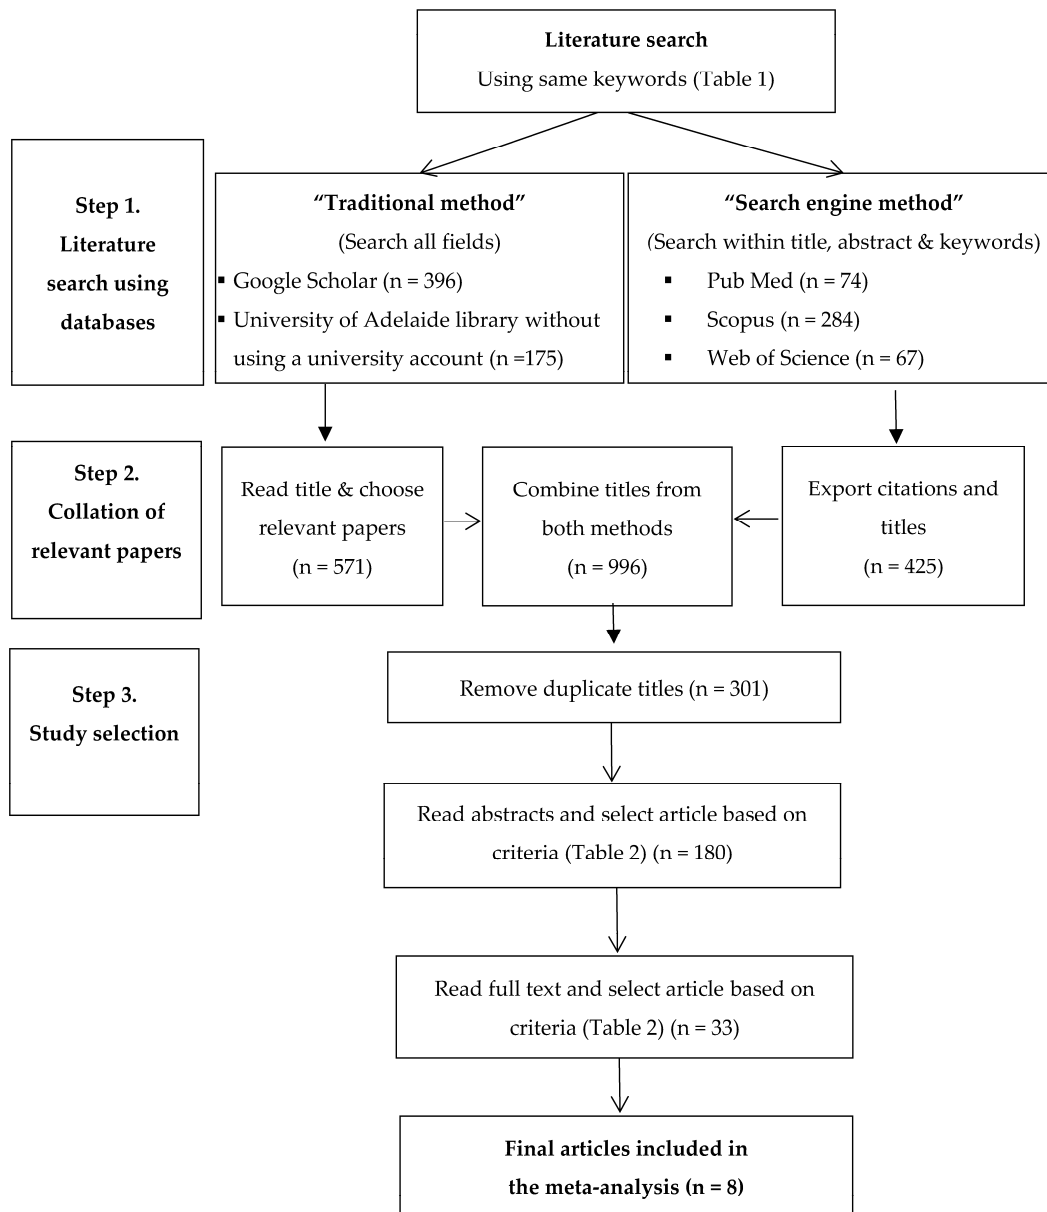 Literature search
Using same keywords (Table 1)
Step 1.
Literature
search using
databases
“Traditional method”
(Search all fields)
▪ Google Scholar (n = 396)
▪ University of Adelaide library without
using a university account (n =175)
“Search engine method”
(Search within title, abstract & keywords)
▪ Pub Med (n = 74)
▪ Scopus (n = 284)
▪ Web of Science (n = 67)
Step 2.
Collation of
relevant papers
Read title & choose
relevant papers
(n = 571)
Combine titles from
both methods
(n = 996)
Export citations and
titles
(n = 425)
Step 3.
Study selection
Remove duplicate titles (n = 301)
Read abstracts and select article based on
criteria (Table 2) (n = 180)
Read full text and select article based on
criteria (Table 2) (n = 33)
Final articles included in
the meta-analysis (n = 8)